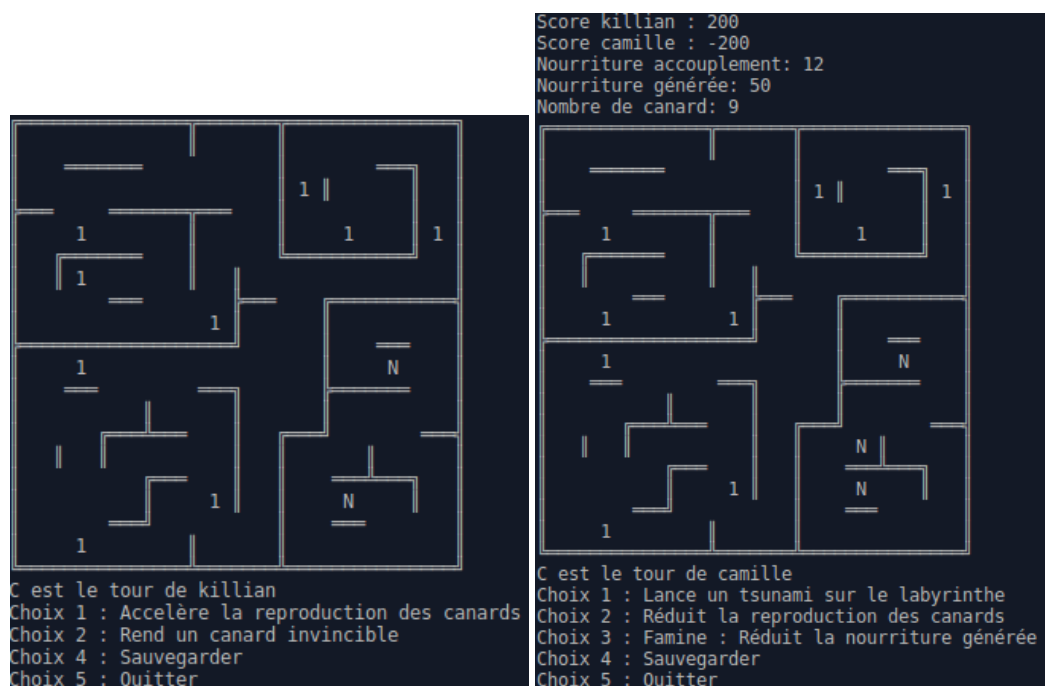 1 1
1 1
1
1
1 N
1 N
1
C est le tour de killian
Choix 1 : Accelère la reproduction des canards
Choix 2 : Rend un canard invincible
Choix 4 : Sauvegarder
Choix 5 : Quitter
Score killian : 200
Score camille : -200
Nourriture accouplement: 12
Nourriture générée: 50
Nombre de canard: 9
1 1
1 1
1 1
1 N
N
1 N
1
C est le tour de camille
Choix 1 : Lance un tsunami sur le labyrinthe
Choix 2 : Réduit la reproduction des canards
Choix 3 : Famine : Réduit la nourriture générée
Choix 4 : Sauvegarder
Choix 5 : Quitter